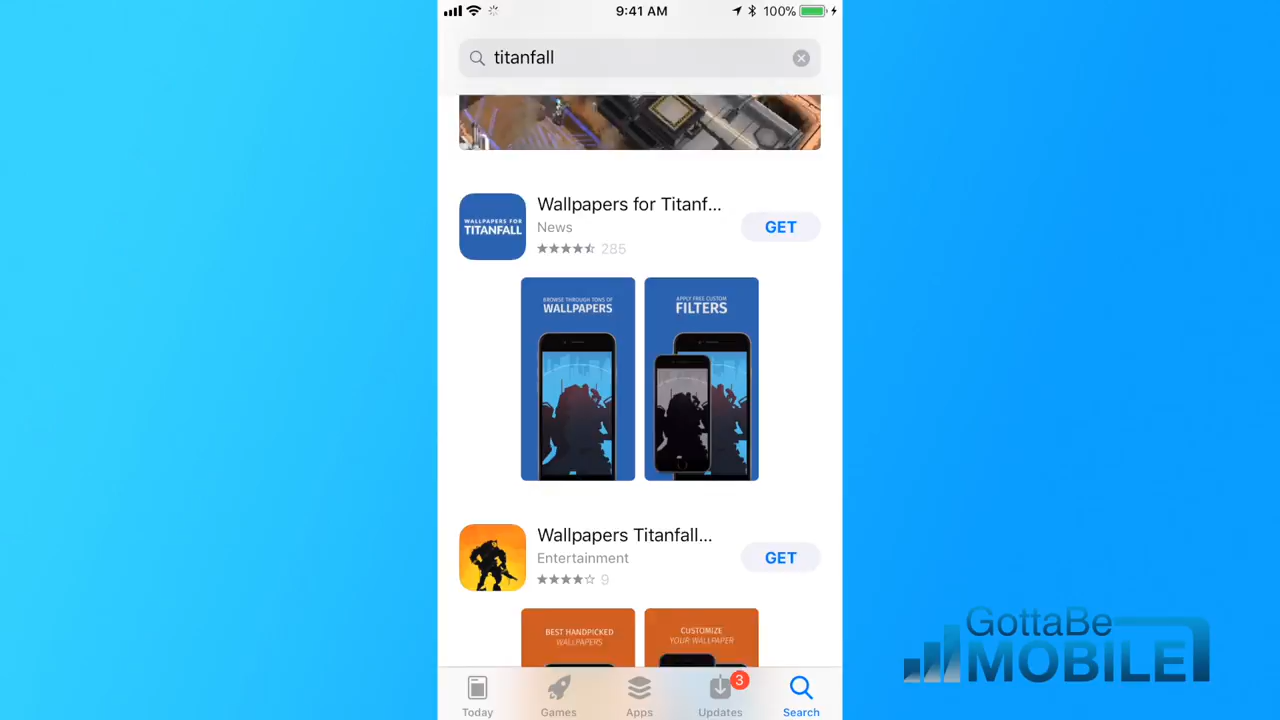 9:41 AM
100%
titanfall
WALLPAPERS FOR
TITANFALL
Wallpapers for Titanf...
News
285
GET
BROWSE THROUGH TONS OF
WALLPAPERS
APPLY FREE CUSTOM
FILTERS
Wallpapers Titanfall...
Entertainment
9
GET
BEST HANDPICKED
WALLPAPERS
CUSTOMIZE
YOUR WALLPAPER
3
Today
Games
Apps
Updates
Search
GottaBe
MOBILE